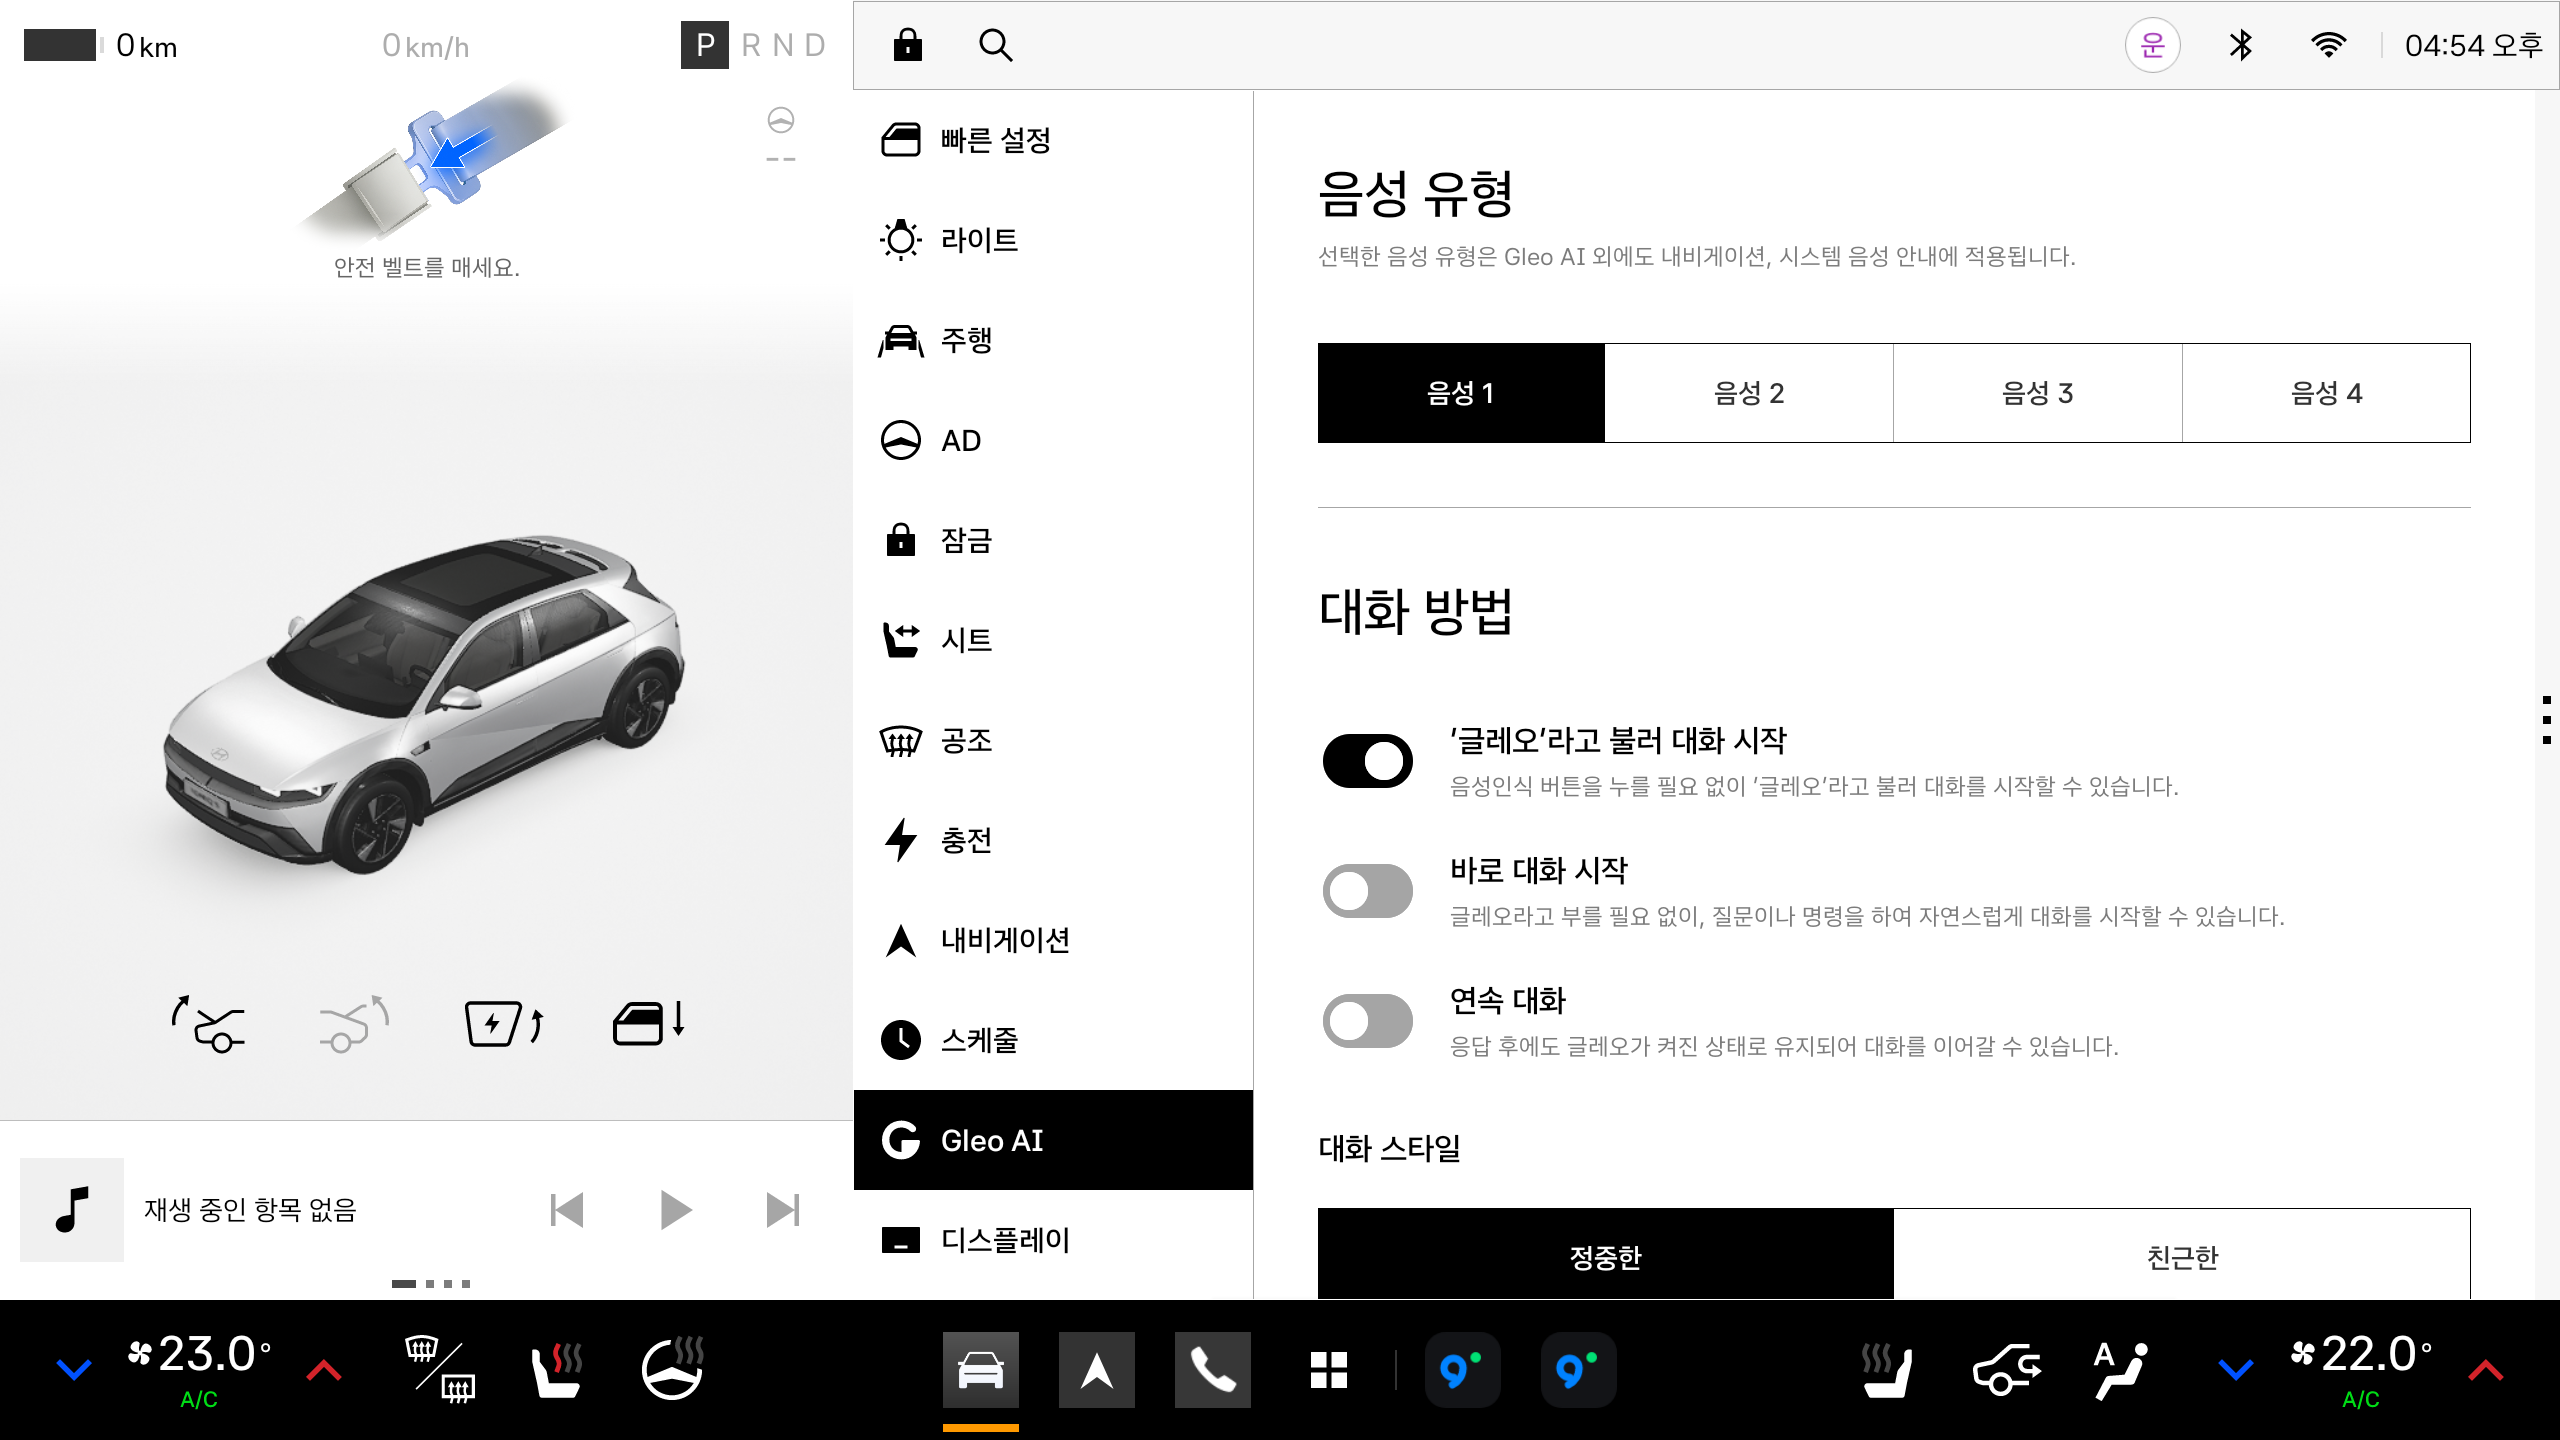 0 km
0 km/h
P R N D
안전 벨트를 매세요.
재생 중인 항목 없음
운
04:54 오후
빠른 설정
라이트
주행
AD
잠금
시트
공조
충전
내비게이션
스케줄
Gleo AI
디스플레이
음성 유형
선택한 음성 유형은 Gleo AI 외에도 내비게이션, 시스템 음성 안내에 적용됩니다.
음성 1
음성 2
음성 3
음성 4
대화 방법
'글레오'라고 불러 대화 시작
음성인식 버튼을 누를 필요 없이 '글레오'라고 불러 대화를 시작할 수 있습니다.
바로 대화 시작
글레오라고 부를 필요 없이, 질문이나 명령을 하여 자연스럽게 대화를 시작할 수 있습니다.
연속 대화
응답 후에도 글레오가 켜진 상태로 유지되어 대화를 이어갈 수 있습니다.
대화 스타일
정중한
친근한
23.0°
A/C
A
22.0°
A/C